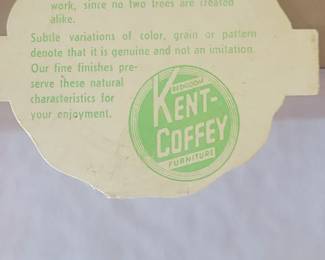 work, since no two trees are created
alike.
Subtle variations of color, grain or pattern
denote that it is genuine and not an imitation.
Our fine finishes pre-
serve these natural
characteristics for
your enjoyment.
BEDROOM
KENT-
COFFEY
FURNITURE